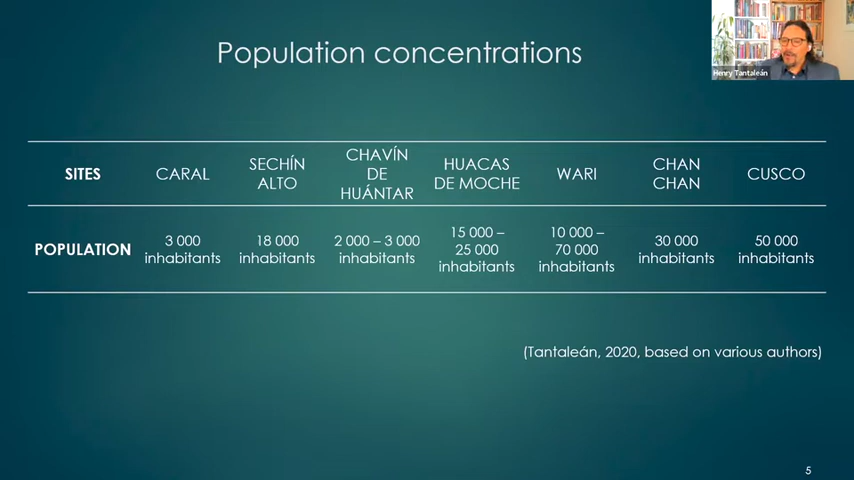 Population concentrations
Henry Tantaleán
SITES
CARAL
SECHÍN
ALTO
CHAVÍN
DE
HUÁNTAR
HUACAS
DE MOCHE
WARI
CHAN
CHAN
CUSCO
POPULATION
3 000
inhabitants
18 000
inhabitants
2 000 – 3 000
inhabitants
15 000 –
25 000
inhabitants
10 000 –
70 000
inhabitants
30 000
inhabitants
50 000
inhabitants
(Tantaleán, 2020, based on various authors)
5